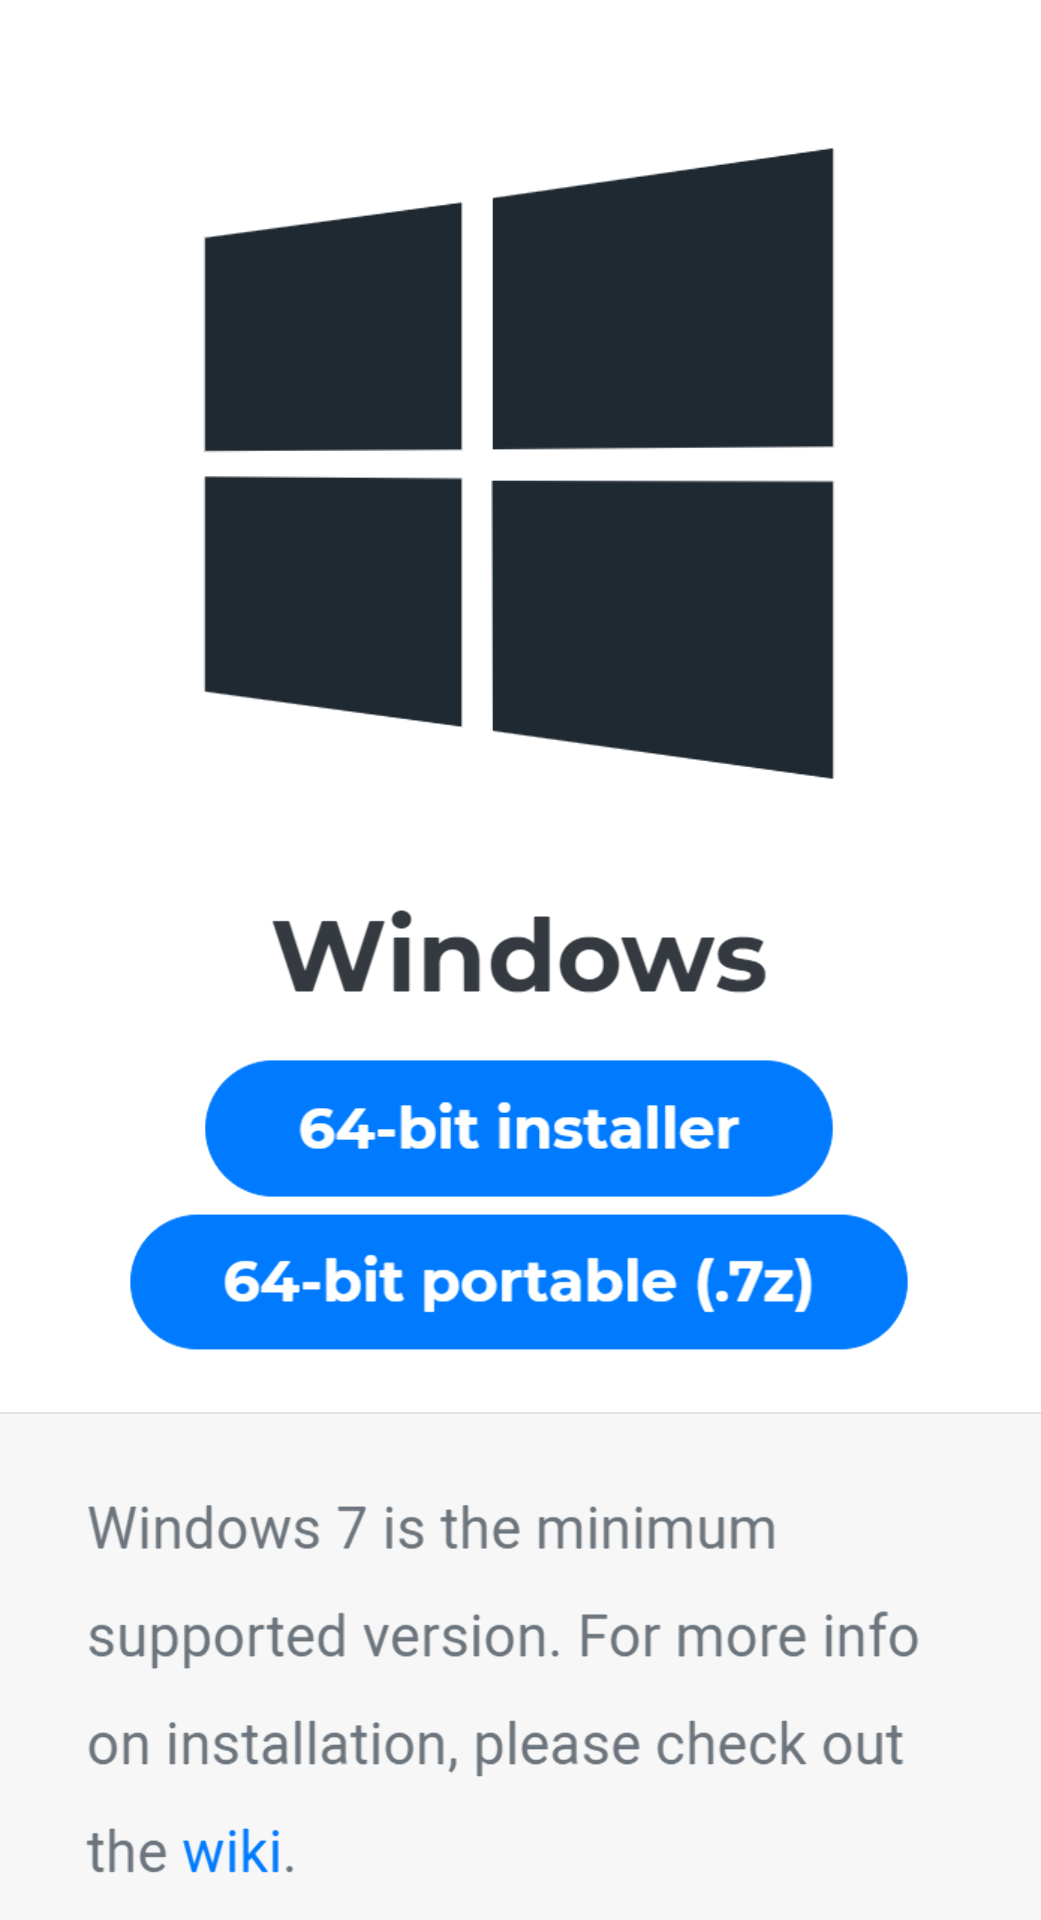 Windows
64-bit installer
64-bit portable (.7z)
Windows 7 is the minimum
supported version. For more info
on installation, please check out
the wiki.